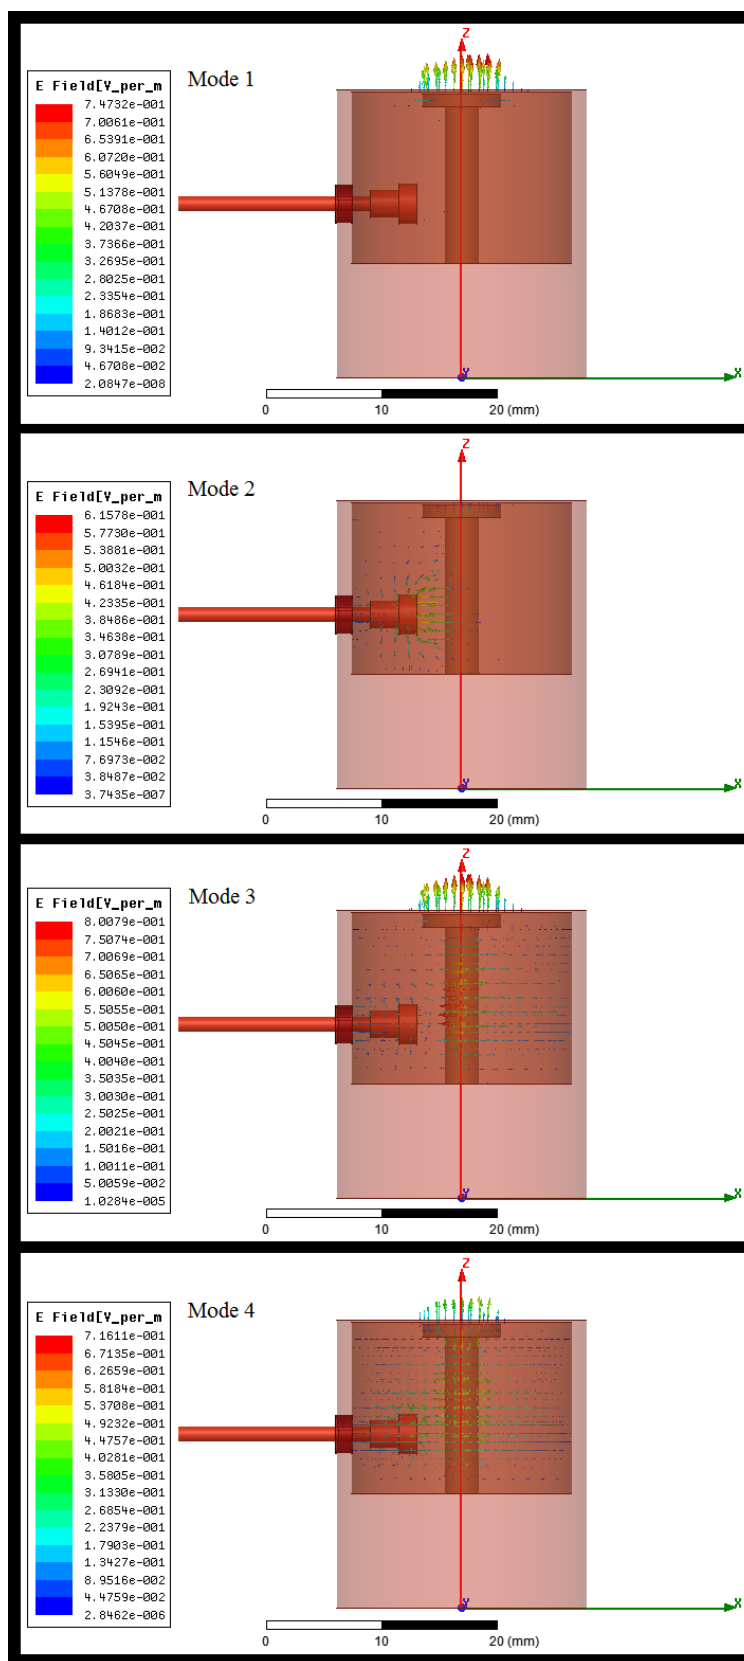 Mode 1
E Field[V_per_m
7.4732e-001
7.0061e-001
6.5391e-001
6.0720e-001
5.6049e-001
5.1378e-001
4.6708e-001
4.2037e-001
3.7366e-001
3.2695e-001
2.8025e-001
2.3354e-001
1.8683e-001
1.4012e-001
9.3415e-002
4.6708e-002
2.0847e-008
Z
Y
X
0 10 20 (mm)
Mode 2
E Field[V_per_m
6.1578e-001
5.7730e-001
5.3881e-001
5.0032e-001
4.6184e-001
4.2335e-001
3.8486e-001
3.4638e-001
3.0789e-001
2.6941e-001
2.3092e-001
1.9243e-001
1.5395e-001
1.1546e-001
7.6973e-002
3.8487e-002
3.7435e-007
Z
Y
X
0 10 20 (mm)
Mode 3
E Field[V_per_m
8.0079e-001
7.5074e-001
7.0069e-001
6.5065e-001
6.0060e-001
5.5055e-001
5.0050e-001
4.5045e-001
4.0040e-001
3.5035e-001
3.0030e-001
2.5025e-001
2.0021e-001
1.5016e-001
1.0011e-001
5.0059e-002
1.0284e-005
Z
Y
X
0 10 20 (mm)
Mode 4
E Field[V_per_m
7.1611e-001
6.7135e-001
6.2659e-001
5.8184e-001
5.3708e-001
4.9232e-001
4.4757e-001
4.0281e-001
3.5805e-001
3.1330e-001
2.6854e-001
2.2379e-001
1.7903e-001
1.3427e-001
8.9516e-002
4.4759e-002
2.8462e-006
Z
Y
X
0 10 20 (mm)